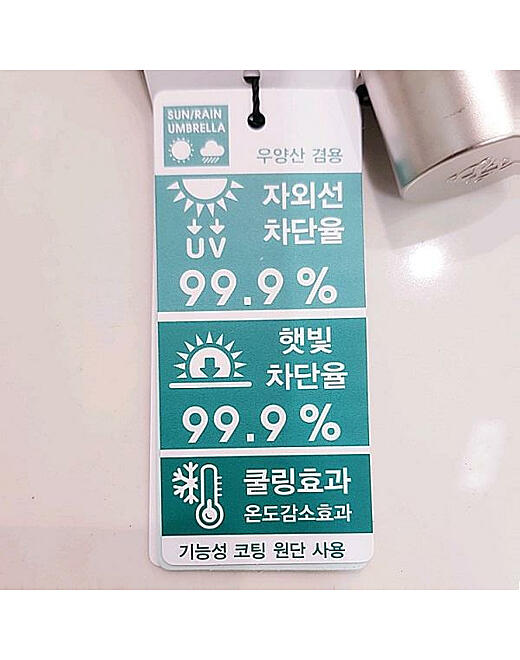 SUN/RAIN
UMBRELLA
우양산 겸용
자외선
차단율
UV
99.9%
햇빛
차단율
99.9%
쿨링효과
온도감소효과
기능성 코팅 원단 사용